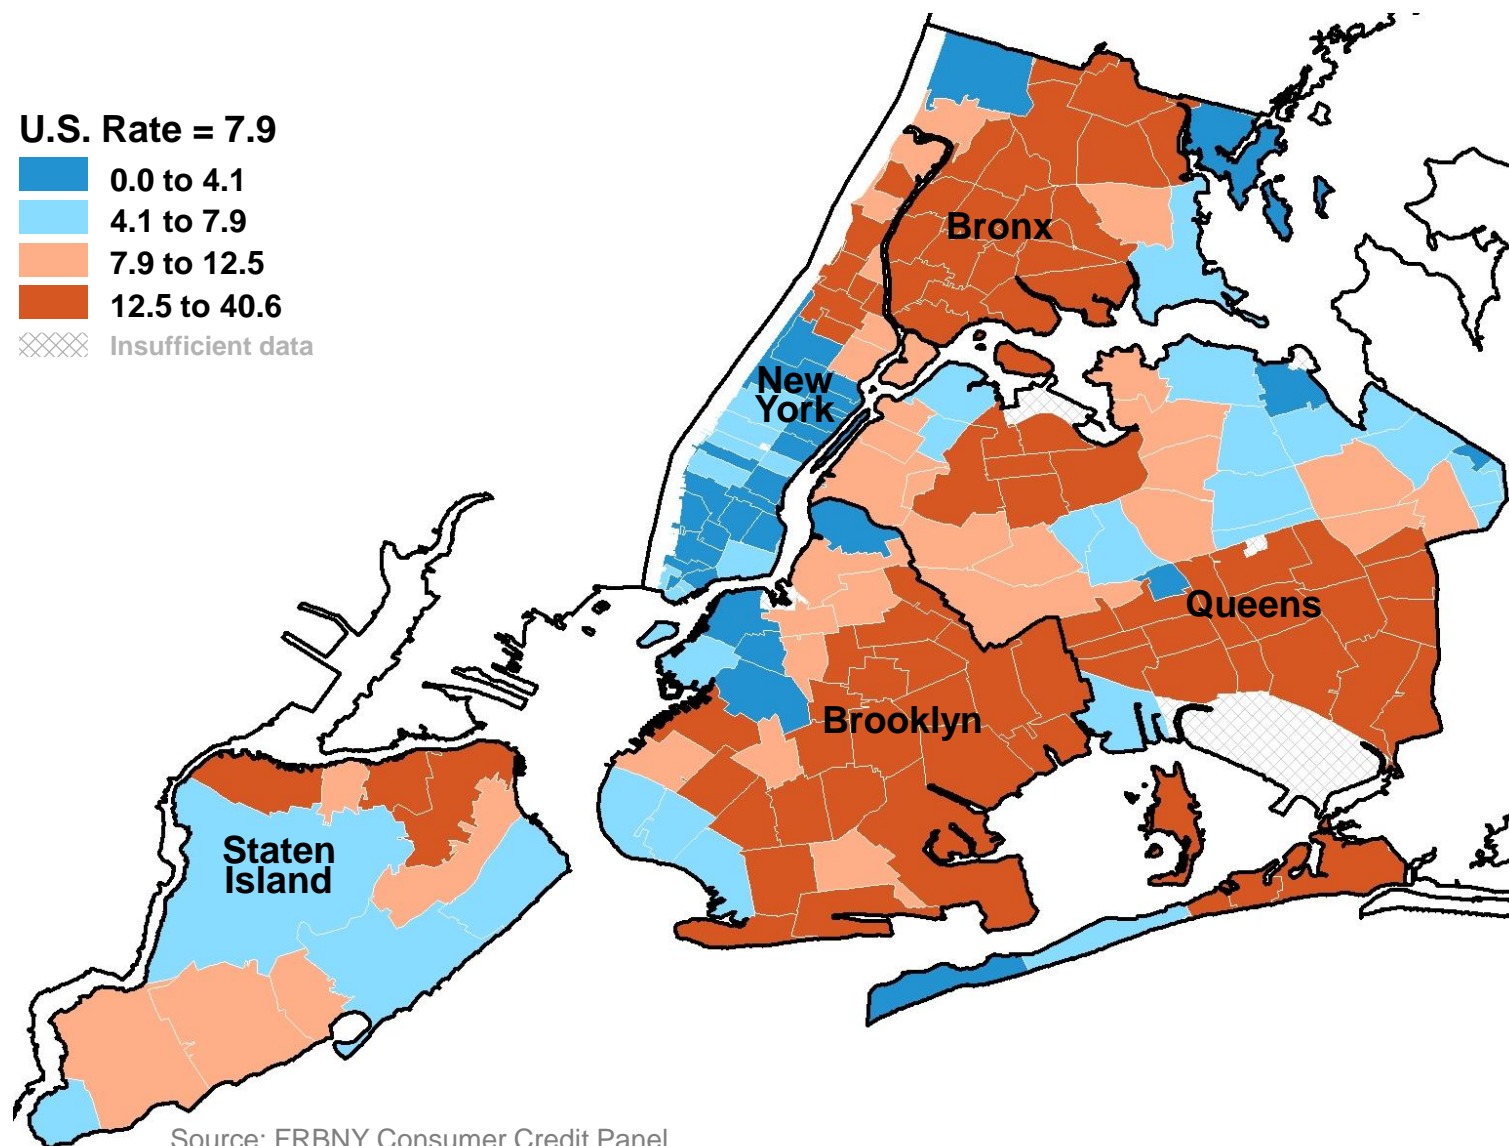 U.S. Rate = 7.9
0.0 to 4.1
4.1 to 7.9
7.9 to 12.5
12.5 to 40.6
Insufficient data
Bronx
New
York
Queens
Brooklyn
Staten
Island
Source: FRBNY Consumer Credit Panel